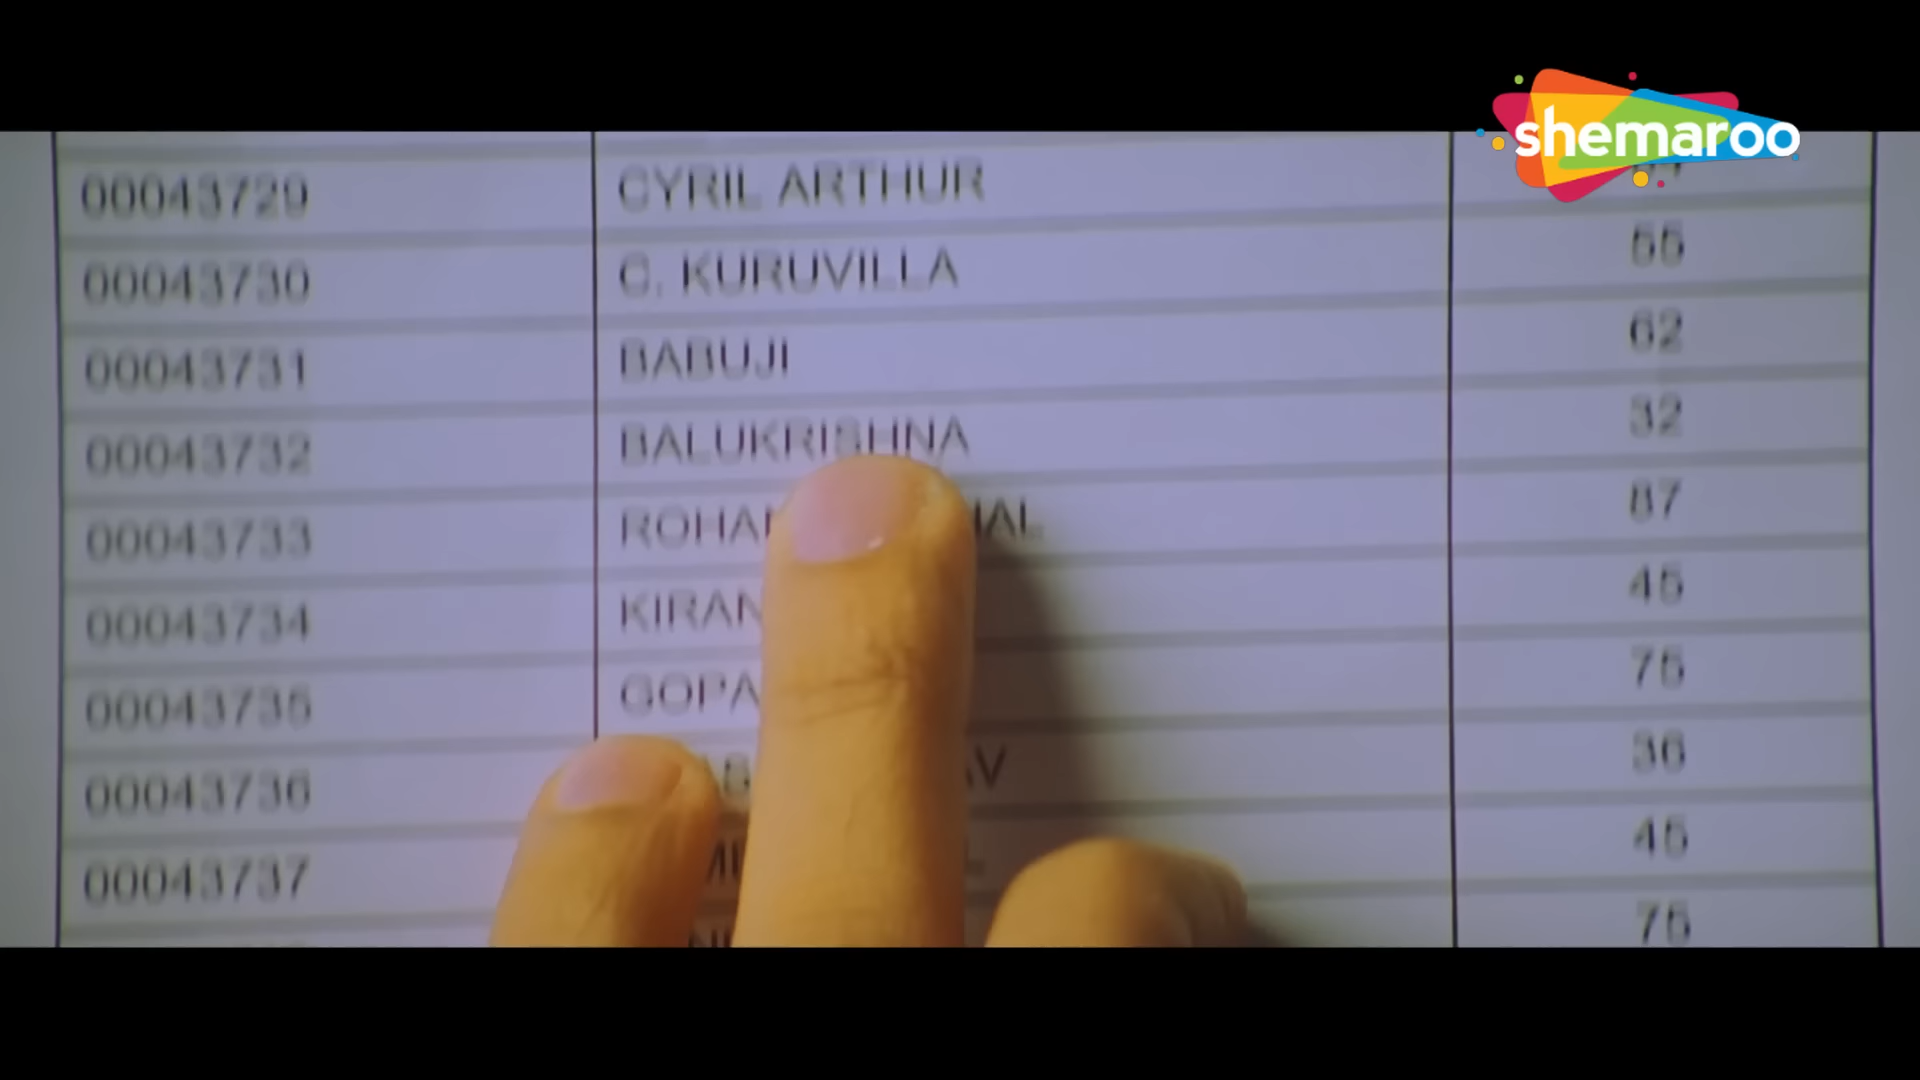 shemaroo
00043729 CYRIL ARTHUR
00043730 C. KURUVILLA 55
00043731 BABUJI 62
00043732 BALUKRISHNA 32
00043733 87
00043734 KIRAN 45
00043735 75
00043736 36
00043737 45
75